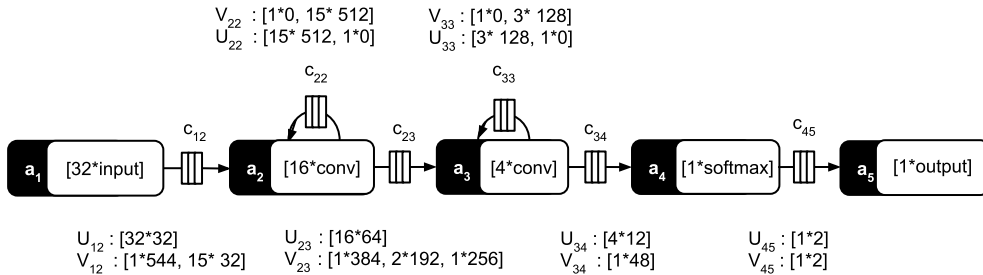 V22 : [1*0, 15* 512]
U22 : [15* 512, 1*0]
V33 : [1*0, 3* 128]
U33 : [3* 128, 1*0]
c22
c33
c12
c23
c34
c45
a1 [32*input]
a2 [16*conv]
a3 [4*conv]
a4 [1*softmax]
a5 [1*output]
U12 : [32*32]
V12 : [1*544, 15* 32]
U23 : [16*64]
V23 : [1*384, 2*192, 1*256]
U34 : [4*12]
V34 : [1*48]
U45 : [1*2]
V45 : [1*2]